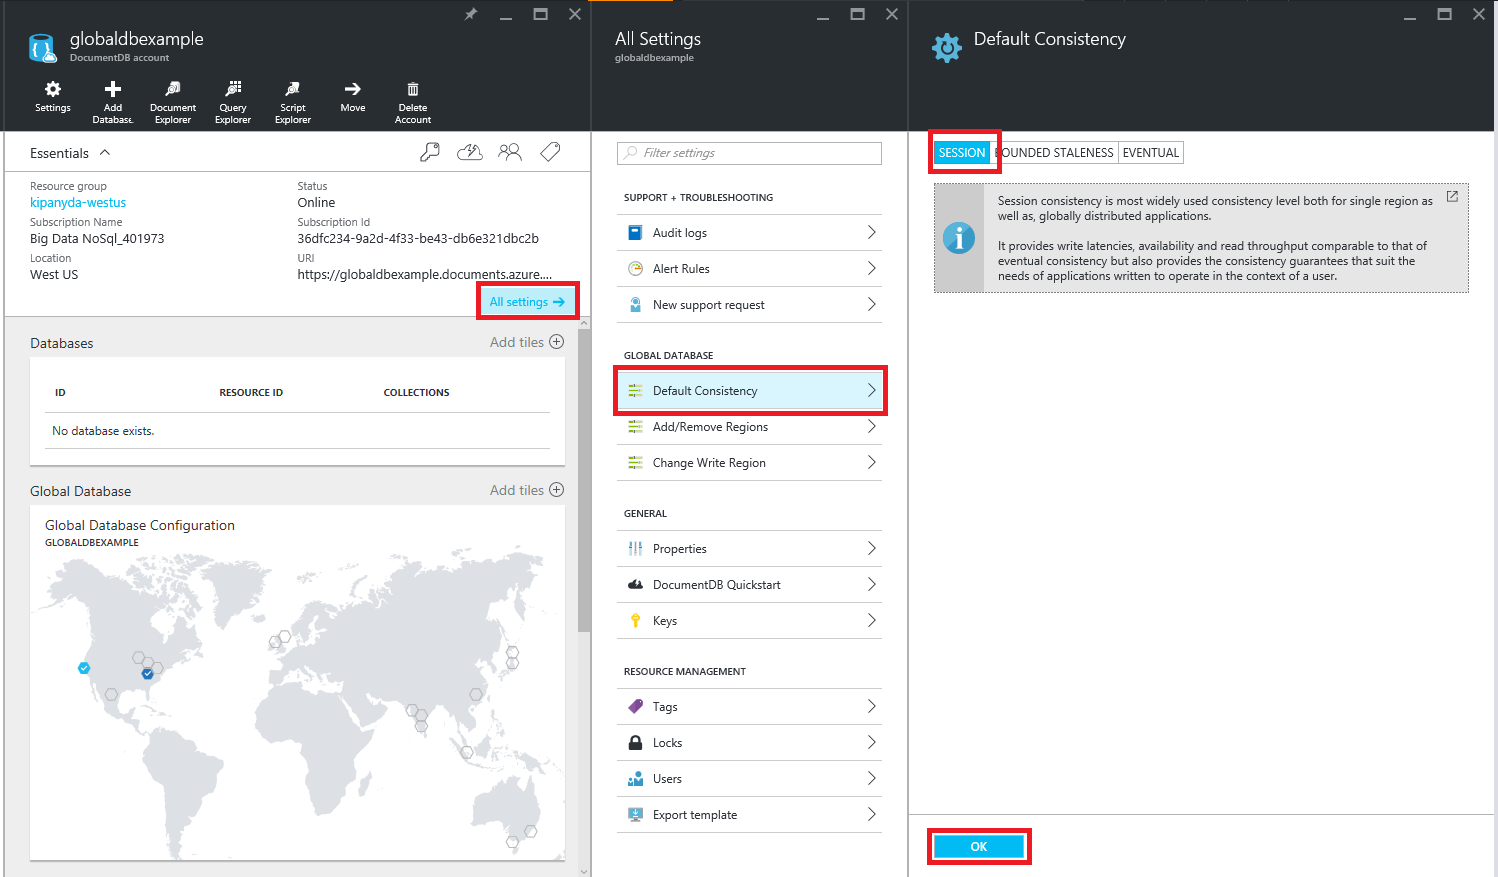 globaldbexample
DocumentDB account
Settings
Add Database.
Document Explorer
Query Explorer
Script Explorer
Move
Delete Account
Essentials
Resource group
kipanyda-westus
Subscription Name
Big Data NoSql_401973
Location
West US
Status
Online
Subscription Id
36dfc234-9a2d-4f33-be43-db6e321dbc2b
URI
https://globaldbexample.documents.azure....
All settings →
Databases
Add tiles
ID RESOURCE ID COLLECTIONS
No database exists.
Global Database
Add tiles
Global Database Configuration
GLOBALDBEXAMPLE
All Settings
globaldbexample
Filter settings
SUPPORT + TROUBLESHOOTING
Audit logs
Alert Rules
New support request
GLOBAL DATABASE
Default Consistency
Add/Remove Regions
Change Write Region
GENERAL
Properties
DocumentDB Quickstart
Keys
RESOURCE MANAGEMENT
Tags
Locks
Users
Export template
Default Consistency
SESSION OUNDED STALENESS EVENTUAL
Session consistency is most widely used consistency level both for single region as
well as, globally distributed applications.
It provides write latencies, availability and read throughput comparable to that of
eventual consistency but also provides the consistency guarantees that suit the
needs of applications written to operate in the context of a user.
OK